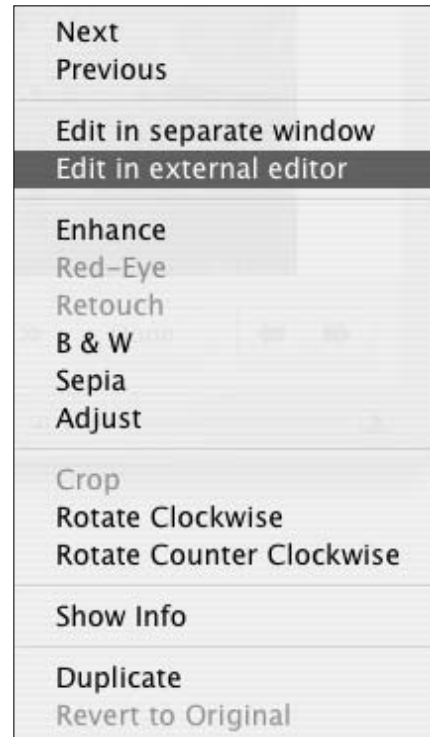 Next
Previous
Edit in separate window
Edit in external editor
Enhance
Red-Eye
Retouch
B & W
Sepia
Adjust
Crop
Rotate Clockwise
Rotate Counter Clockwise
Show Info
Duplicate
Revert to Original